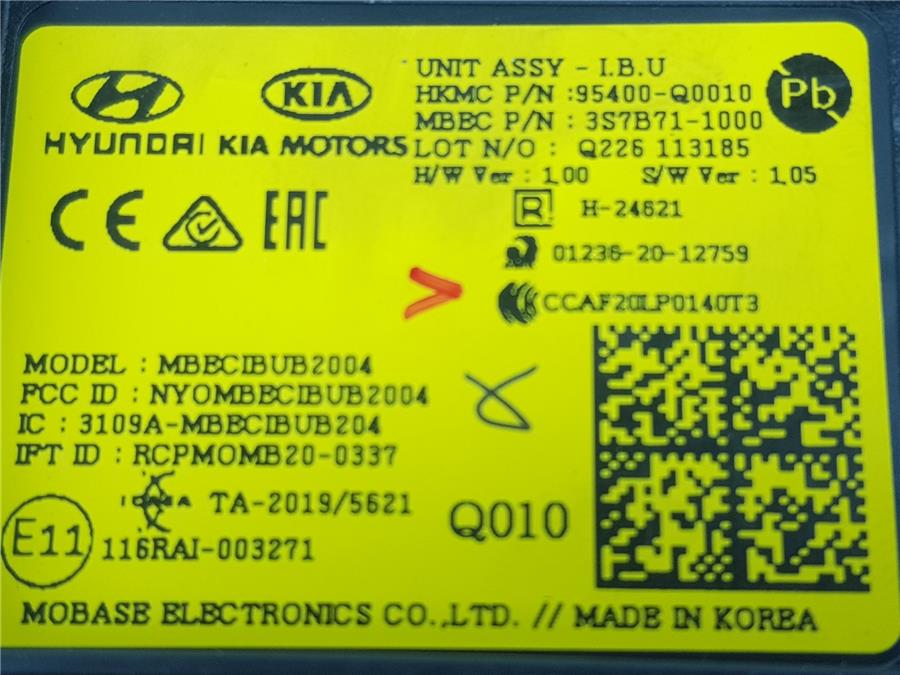 HYUNDAI KIA MOTORS
KIA
UNIT ASSY - I.B.U
HKMC P/N :95400-Q0010
MBEC P/N : 3S7B71-1000
LOT N/O : Q226 113185
H/W Ver : 1.00 S/W Ver : 1.05
Pb
CE EAC
R H-24621
01236-20-12759
CCAF20LP0140T3
MODEL : MBECIBUB2004
FCC ID : NYOMBECIBUB2004
IC : 3109A-MBECIBUB204
IFT ID : RCPMOMB20-0337
TA-2019/5621
Q010
E11
116RAI-003271
MOBASE ELECTRONICS CO.,LTD. // MADE IN KOREA